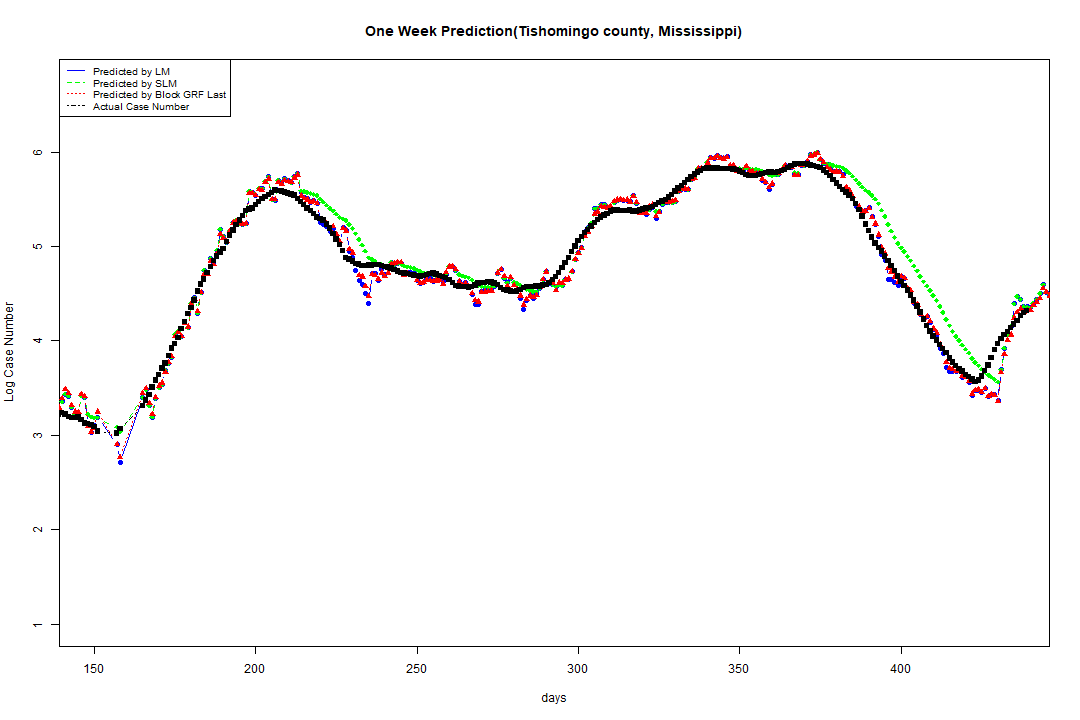 One Week Prediction(Tishomingo county, Mississippi)
Predicted by LM
Predicted by SLM
Predicted by Block GRF Last
Actual Case Number
Log Case Number
6
5
4
3
2
1
150 200 250 300 350 400
days